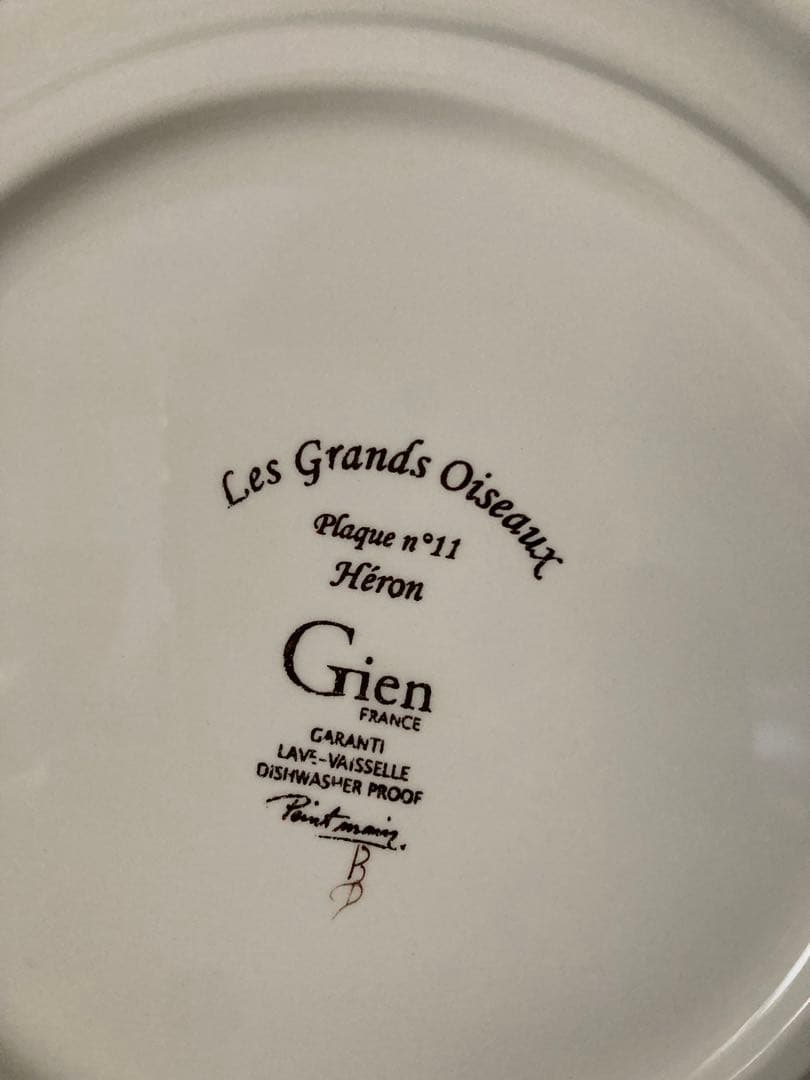 Les Grands Oiseaux
Plaque n°11
Héron
Gien
FRANCE
GARANTI
LAVE-VAISSELLE
DISHWASHER PROOF
Peint main.
B